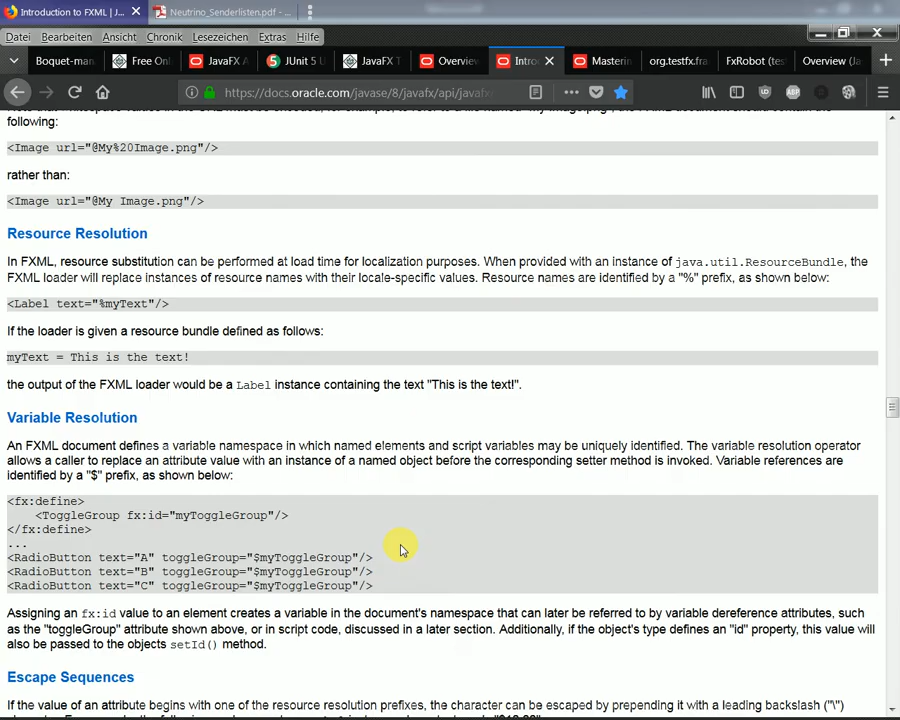 Introduction to FXML | J...
Neutrino_Senderlisten.pdf - ...
Datei Bearbeiten Ansicht Chronik Lesezeichen Extras Hilfe
Boquet-man
Free Onl
JavaFX A
JUnit 5 U
JavaFX T
Overview
Intro
Mastering
org.testfx.fra
FxRobot (test
Overview (Ja
https://docs.oracle.com/javase/8/javafx/api/javafx
following:
<Image url="@My%20Image.png"/>
rather than:
<Image url="@My Image.png"/>
Resource Resolution
In FXML, resource substitution can be performed at load time for localization purposes. When provided with an instance of java.util.ResourceBundle, the
FXML loader will replace instances of resource names with their locale-specific values. Resource names are identified by a "%" prefix, as shown below:
<Label text="%myText"/>
If the loader is given a resource bundle defined as follows:
myText = This is the text!
the output of the FXML loader would be a Label instance containing the text "This is the text!".
Variable Resolution
An FXML document defines a variable namespace in which named elements and script variables may be uniquely identified. The variable resolution operator
allows a caller to replace an attribute value with an instance of a named object before the corresponding setter method is invoked. Variable references are
identified by a "$" prefix, as shown below:
<fx:define>
    <ToggleGroup fx:id="myToggleGroup"/>
</fx:define>
...
<RadioButton text="A" toggleGroup="$myToggleGroup"/>
<RadioButton text="B" toggleGroup="$myToggleGroup"/>
<RadioButton text="C" toggleGroup="$myToggleGroup"/>
Assigning an fx:id value to an element creates a variable in the document's namespace that can later be referred to by variable dereference attributes, such
as the "toggleGroup" attribute shown above, or in script code, discussed in a later section. Additionally, if the object's type defines an "id" property, this value will
also be passed to the objects setId() method.
Escape Sequences
If the value of an attribute begins with one of the resource resolution prefixes, the character can be escaped by prepending it with a leading backslash ("\")